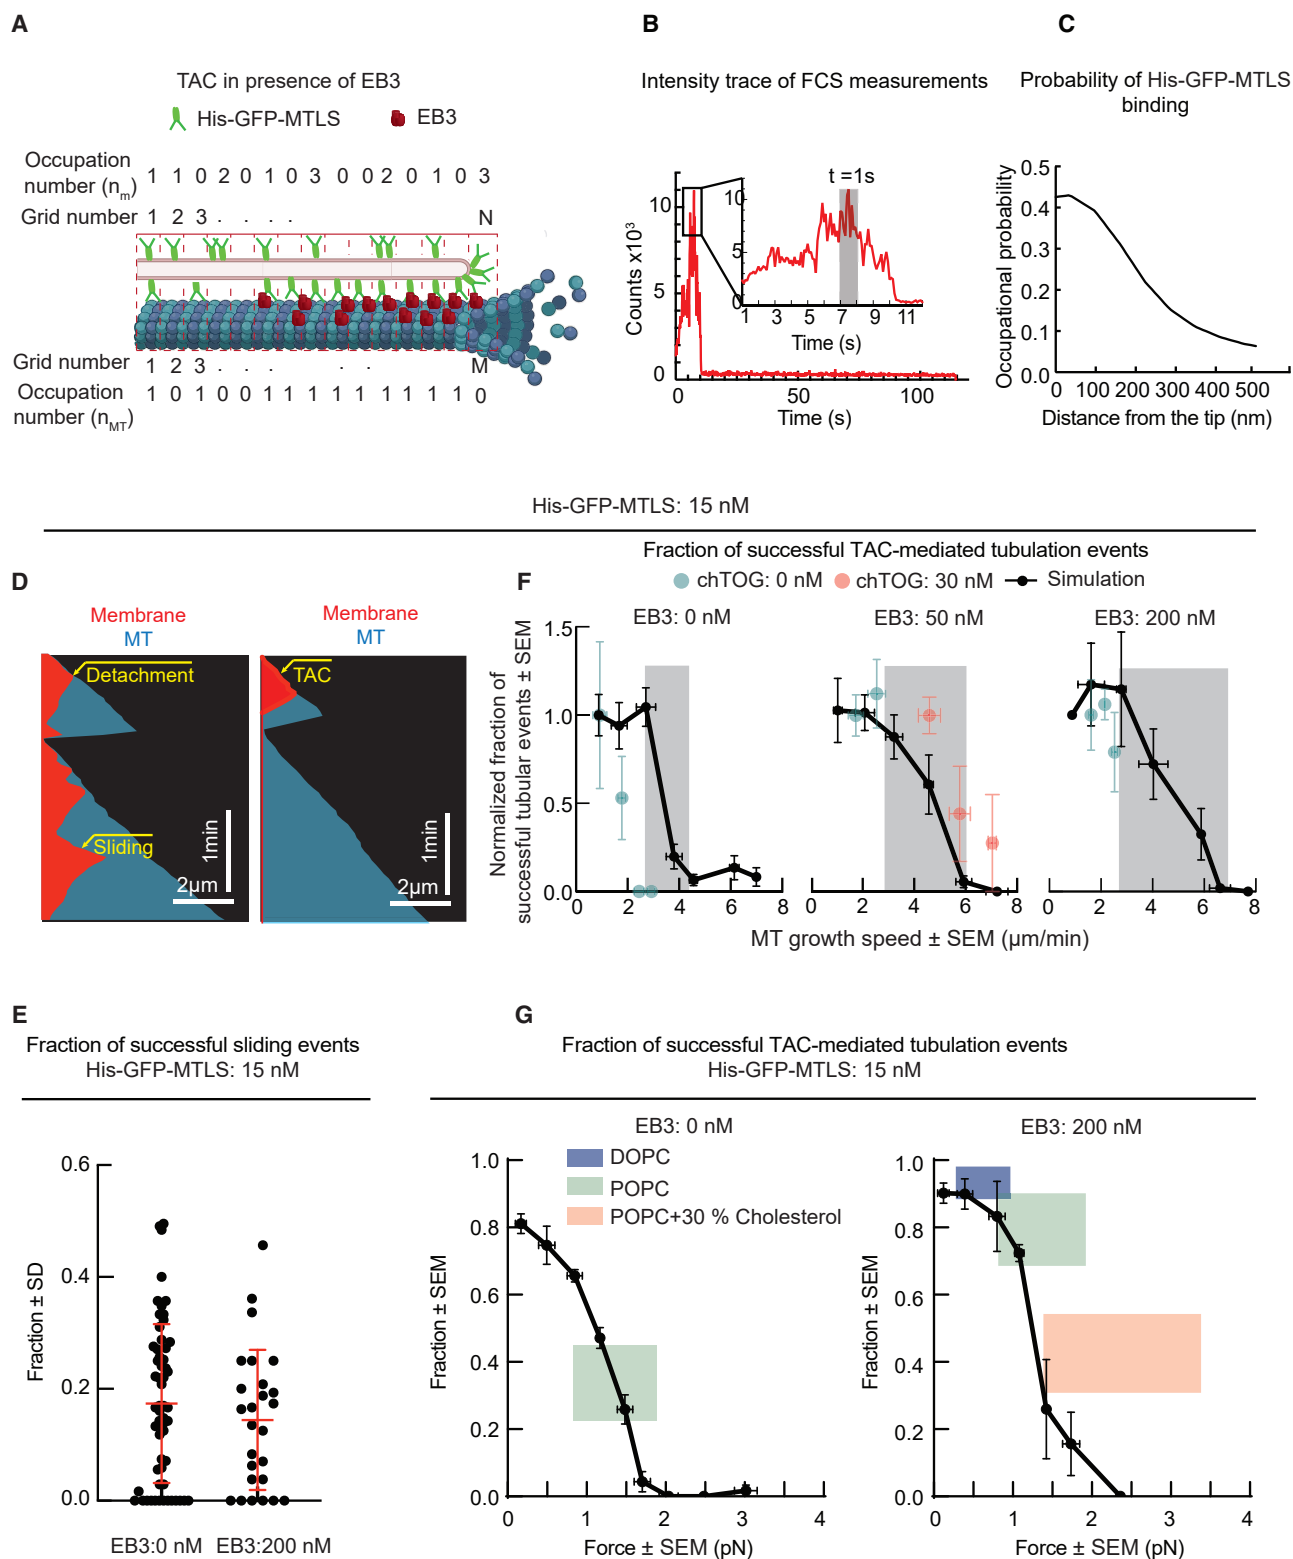 A
TAC in presence of EB3
His-GFP-MTLS
EB3
Occupation
number (nm)
1 1 0 2 0 1 0 3 0 0 2 0 1 0 3
Grid number 1 2 3 . . . . N
Grid number 1 2 3 . . . . . M
Occupation
number (nMT)
1 0 1 0 0 1 1 1 1 1 1 1 1 1 0
B
Intensity trace of FCS measurements
Counts x10³
10
5
0
0 50 100
Time (s)
t =1s
10
5
1 3 5 7 9 11
Time (s)
C
Probability of His-GFP-MTLS
binding
Occupational probability
0.5
0.4
0.3
0.2
0.1
0.0
0 100 200 300 400 500
Distance from the tip (nm)
His-GFP-MTLS: 15 nM
D
Membrane
MT
Detachment
Sliding
1min
2µm
Membrane
MT
TAC
1min
2µm
Fraction of successful TAC-mediated tubulation events
F
chTOG: 0 nM
chTOG: 30 nM
Simulation
EB3: 0 nM
EB3: 50 nM
EB3: 200 nM
Normalized fraction of
successful tubular events ± SEM
1.5
1.0
0.5
0.0
0 2 4 6 8
0 2 4 6 8
0 2 4 6 8
MT growth speed ± SEM (µm/min)
E
Fraction of successful sliding events
His-GFP-MTLS: 15 nM
Fraction ± SD
0.6
0.4
0.2
0.0
EB3:0 nM
EB3:200 nM
G
Fraction of successful TAC-mediated tubulation events
His-GFP-MTLS: 15 nM
EB3: 0 nM
DOPC
POPC
POPC+30 % Cholesterol
Fraction ± SEM
1.0
0.8
0.6
0.4
0.2
0.0
0 1 2 3 4
Force ± SEM (pN)
EB3: 200 nM
Fraction ± SEM
1.0
0.8
0.6
0.4
0.2
0.0
0 1 2 3 4
Force ± SEM (pN)